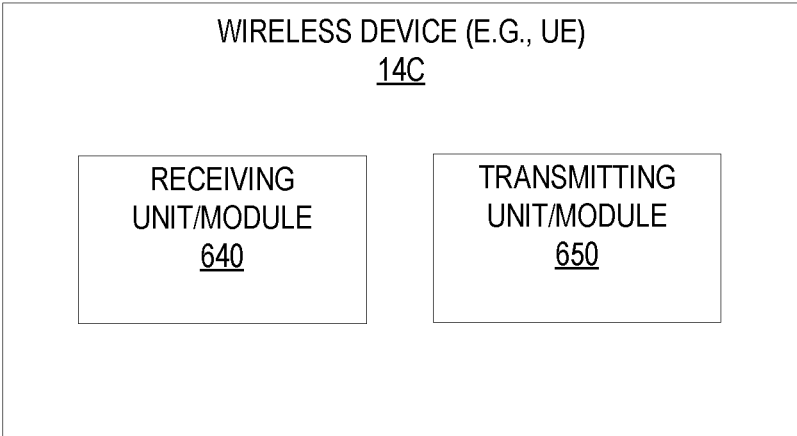 WIRELESS DEVICE (E.G., UE)
14C
RECEIVING
UNIT/MODULE
640
TRANSMITTING
UNIT/MODULE
650